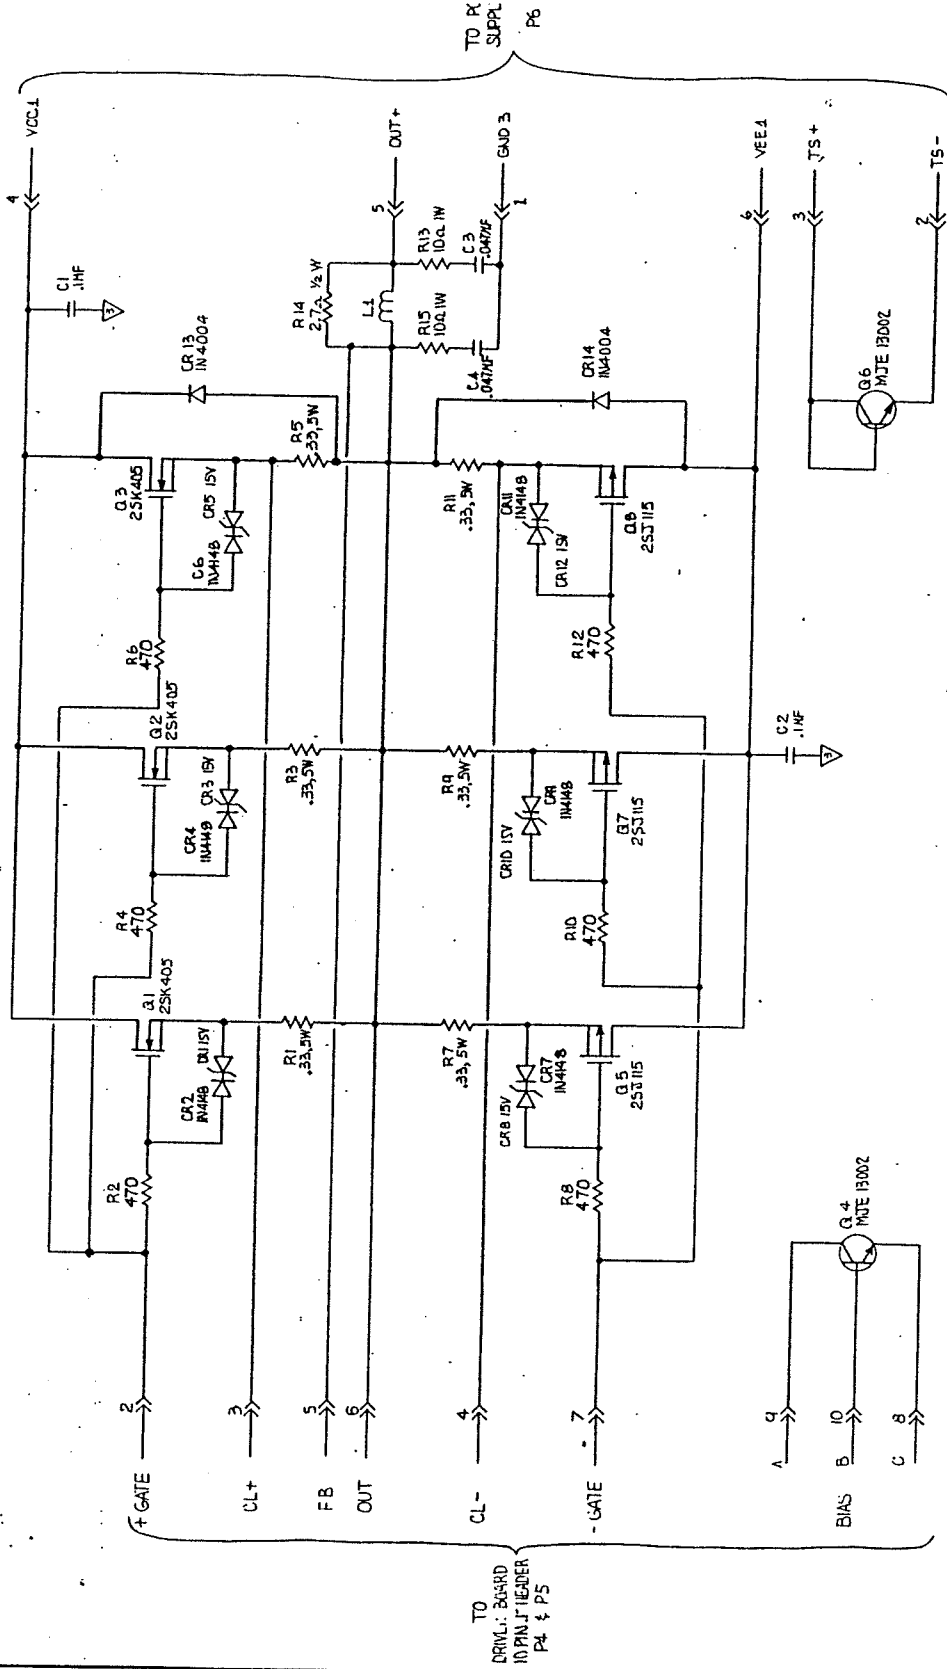 TO
DRIVE BOARD
10 PIN HEADER
P4 & P5
+ GATE
2
CL+
3
FB
5
OUT
6
CL-
4
- GATE
7
A
9
B
10
BIAS
C
8
Q4
MJE 13002
R2
470
Q1
2SK405
CR2
1N4148
15V
R1
.33,5W
R7
.33,5W
CR8 15V
CR7
1N4148
R8
470
Q5
2SJ115
R4
470
Q2
2SK405
CR4
1N4148
CR3 15V
R3
.33,5W
R9
.33,5W
CR10 15V
1N4148
R10
470
Q7
2SJ115
C2
.1MF
3
R6
470
Q3
2SK405
C6
1N4148
CR5 15V
R5
.33,5W
R11
.33,5W
CR11
1N4148
CR12 15V
R12
470
Q8
2SJ115
CR13
1N4004
CR14
1N4004
C1
.1MF
3
R14
2.7Ω ½W
L1
R15
10Ω 1W
C4
.047MF
R13
10Ω 1W
C3
.047MF
4
VCC1
5
OUT+
1
GND3
6
VEE1
3
TS+
2
TS-
Q6
MJE 13002
TO
SUPPL
P6